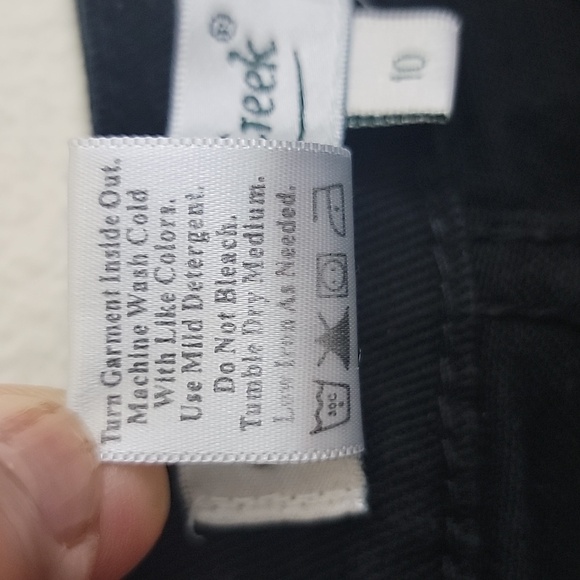 reek®
10
Turn Garment Inside Out.
Machine Wash Cold
With Like Colors.
Use Mild Detergent.
Do Not Bleach.
Tumble Dry Medium.
Low Iron As Needed.
30C